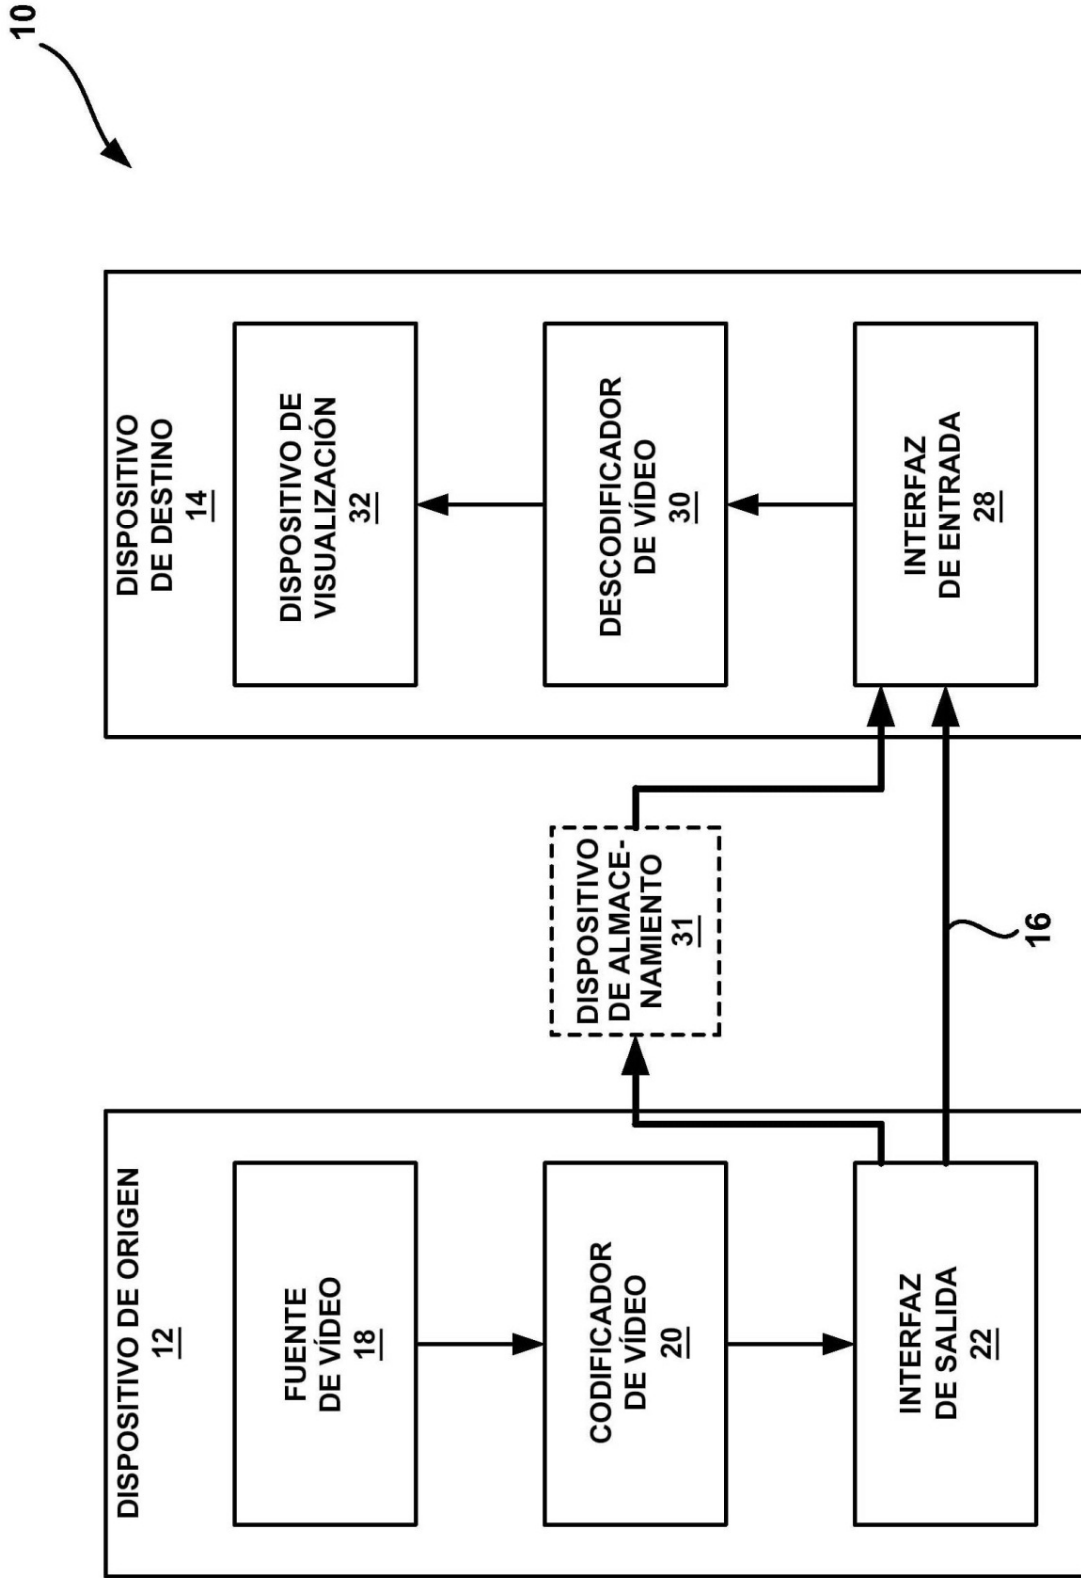 10
DISPOSITIVO DE ORIGEN
12
FUENTE
DE VÍDEO
18
CODIFICADOR
DE VÍDEO
20
INTERFAZ
DE SALIDA
22
DISPOSITIVO
DE ALMACE-
NAMIENTO
31
16
DISPOSITIVO
DE DESTINO
14
DISPOSITIVO DE
VISUALIZACIÓN
32
DESCODIFICADOR
DE VÍDEO
30
INTERFAZ
DE ENTRADA
28